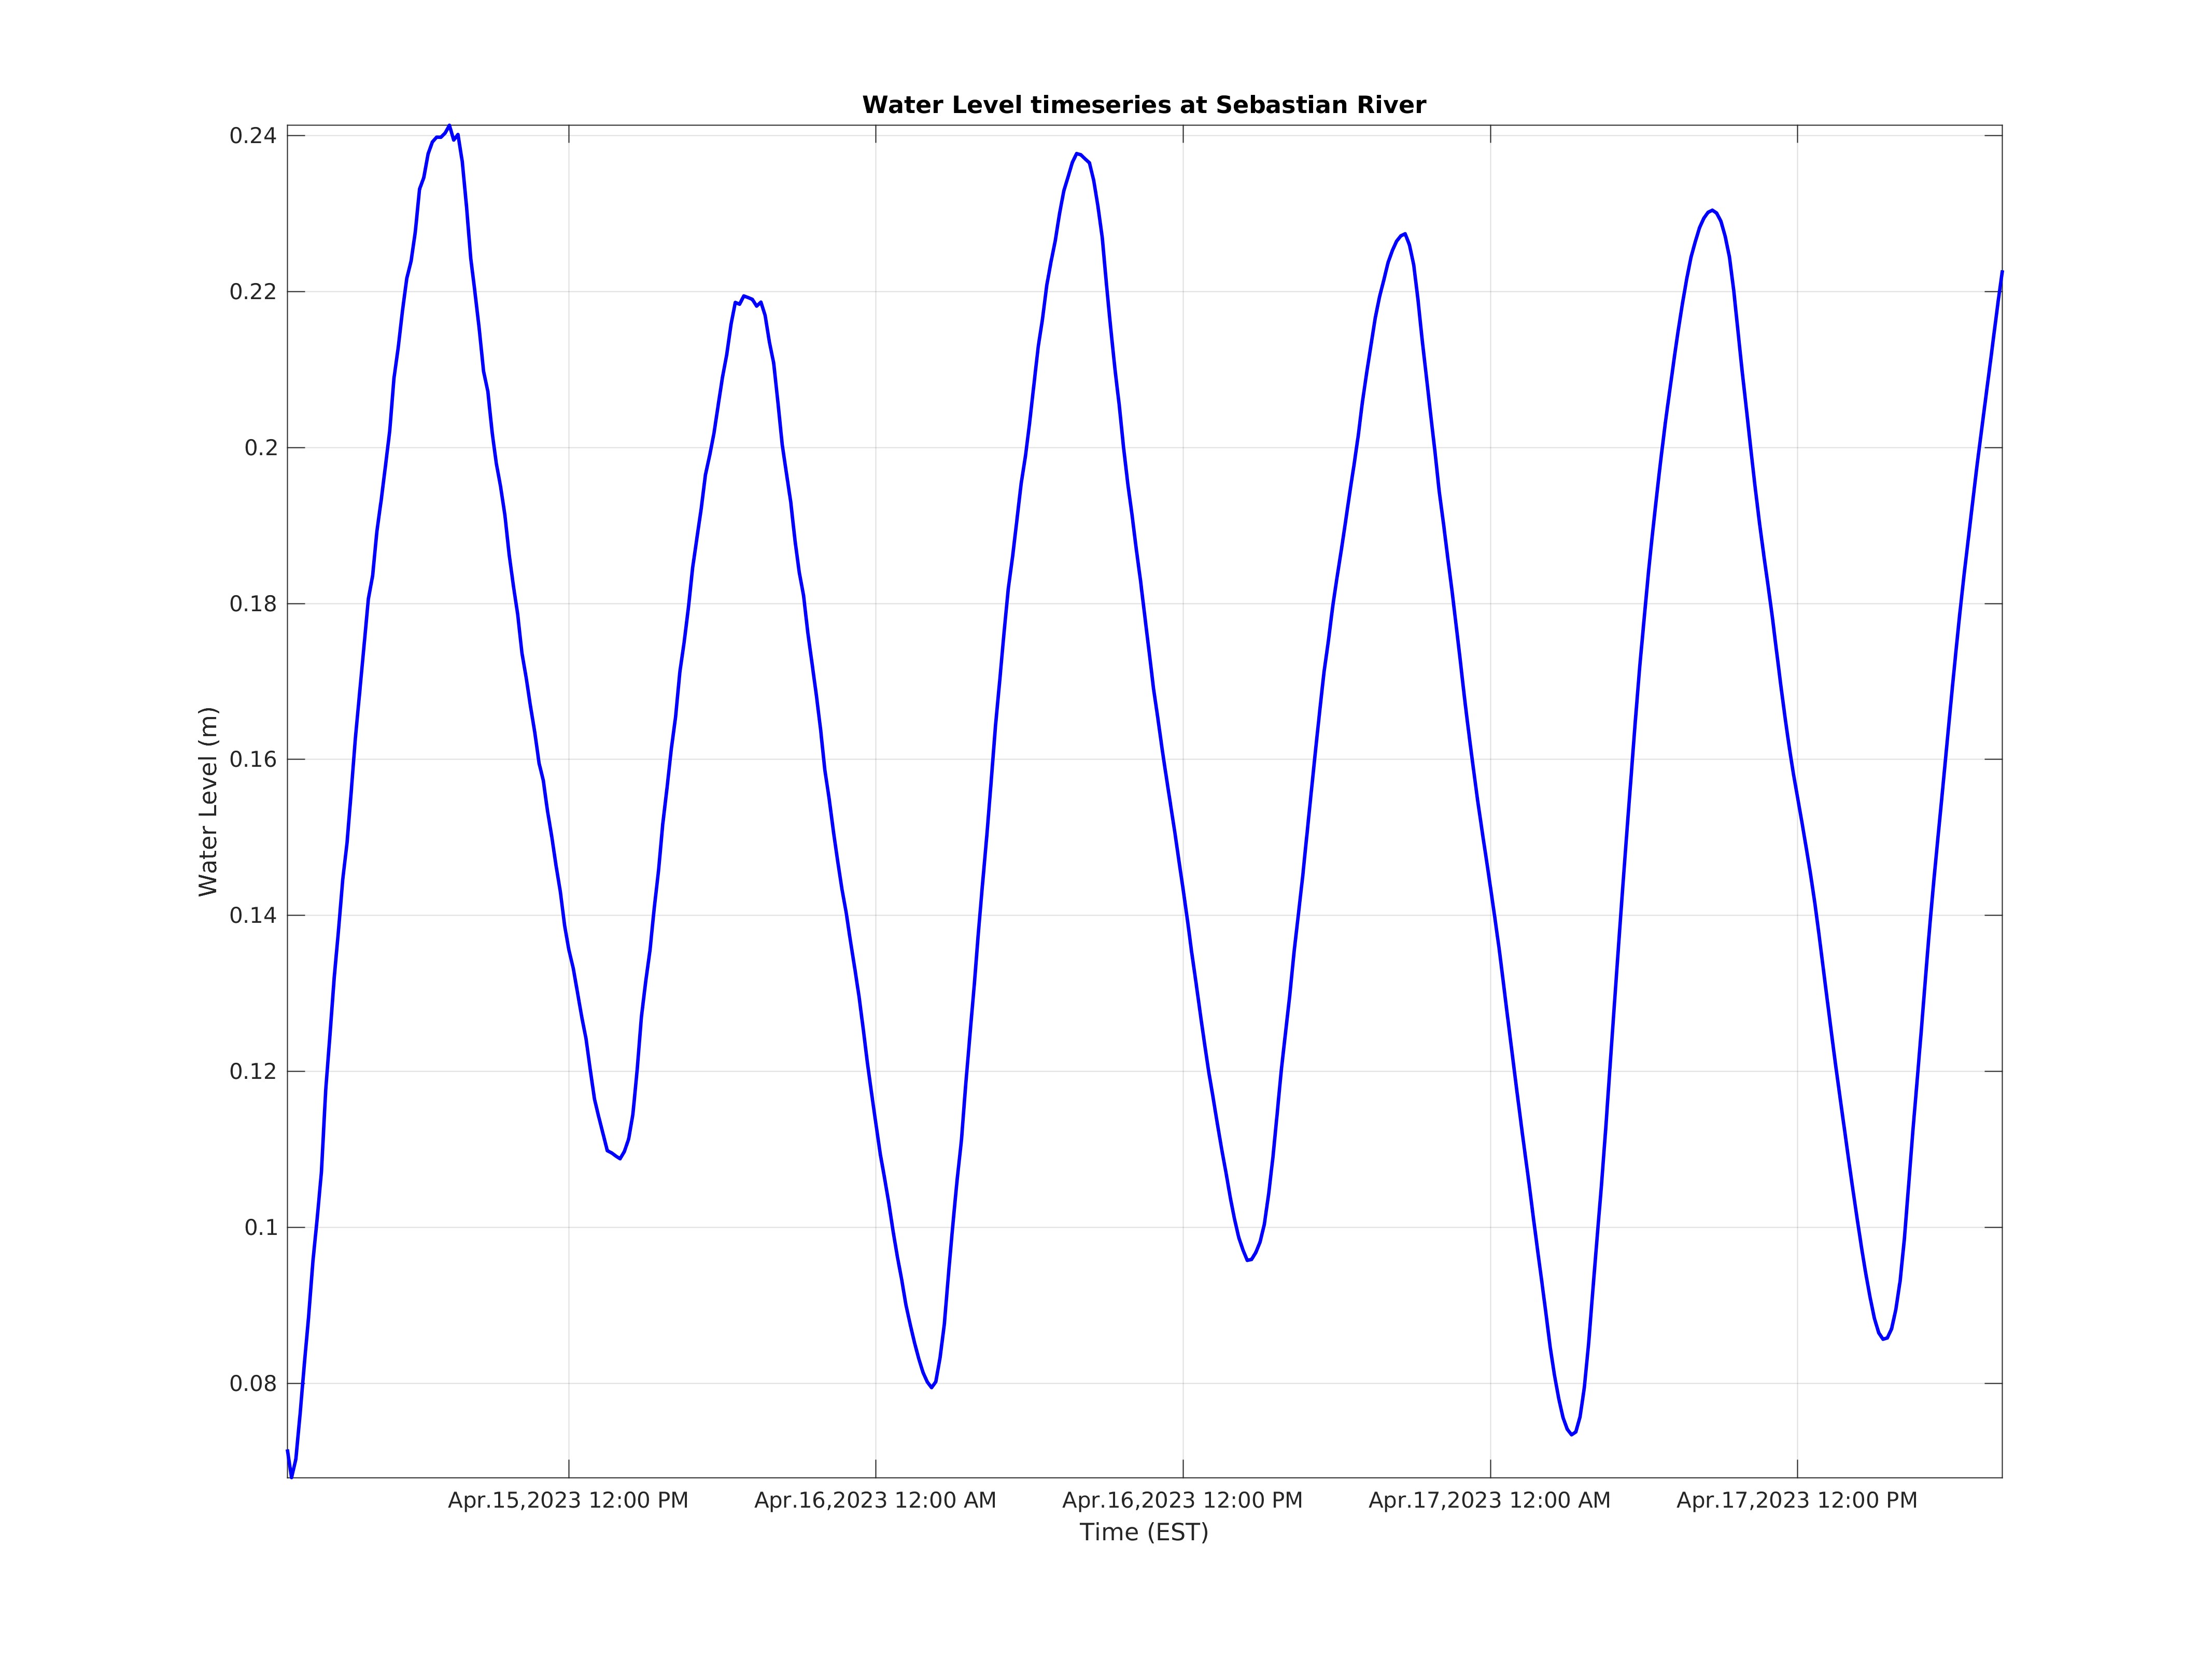 Water Level timeseries at Sebastian River
0.24
0.22
0.2
0.18
0.16
0.14
0.12
0.1
0.08
Water Level (m)
Apr.15,2023 12:00 PM
Apr.16,2023 12:00 AM
Apr.16,2023 12:00 PM
Apr.17,2023 12:00 AM
Apr.17,2023 12:00 PM
Time (EST)